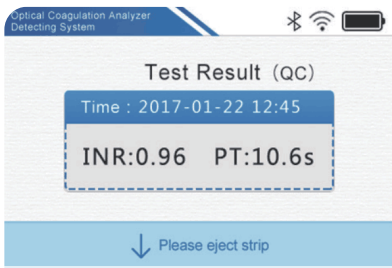 Optical Coagulation Analyzer
Detecting System
Test Result (QC)
Time : 2017-01-22 12:45
INR:0.96 PT:10.6s
Please eject strip